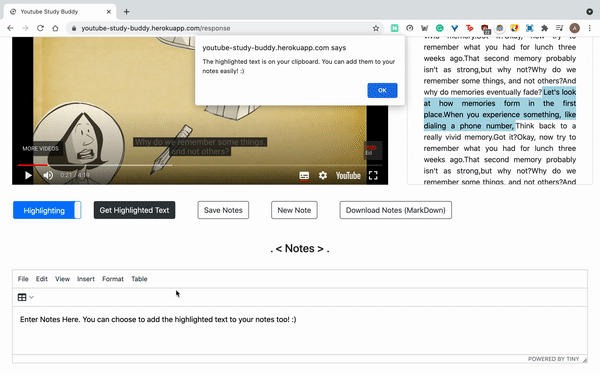 Youtube Study Buddy
youtube-study-buddy.herokuapp.com/response
youtube-study-buddy.herokuapp.com says
The highlighted text is on your clipboard. You can add them to your
notes easily! :)
OK
MORE VIDEOS
Why do we remember some things,
and not others?
0:21 / 4:19
YouTube
vivid memory.Got it?Okay, now try to
remember what you had for lunch three
weeks ago.That second memory probably
isn't as strong,but why not?Why do we
remember some things, and not others?And
why do memories eventually fade? Let's look
at how memories form in the first
place.When you experience something, like
dialing a phone number, Think back to a
really vivid memory.Got it?Okay, now try to
remember what you had for lunch three
weeks ago.That second memory probably
isn't as strong,but why not?Why do we
remember some things, and not others?And
Highlighting
Get Highlighted Text
Save Notes
New Note
Download Notes (MarkDown)
. < Notes > .
File Edit View Insert Format Table
Enter Notes Here. You can choose to add the highlighted text to your notes too! :)
POWERED BY TINY